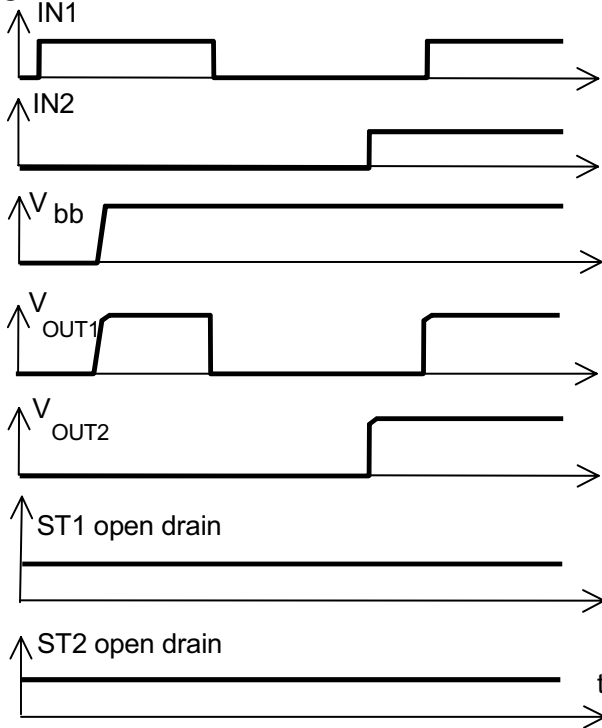 IN1
IN2
V bb
V OUT1
V OUT2
ST1 open drain
ST2 open drain
t